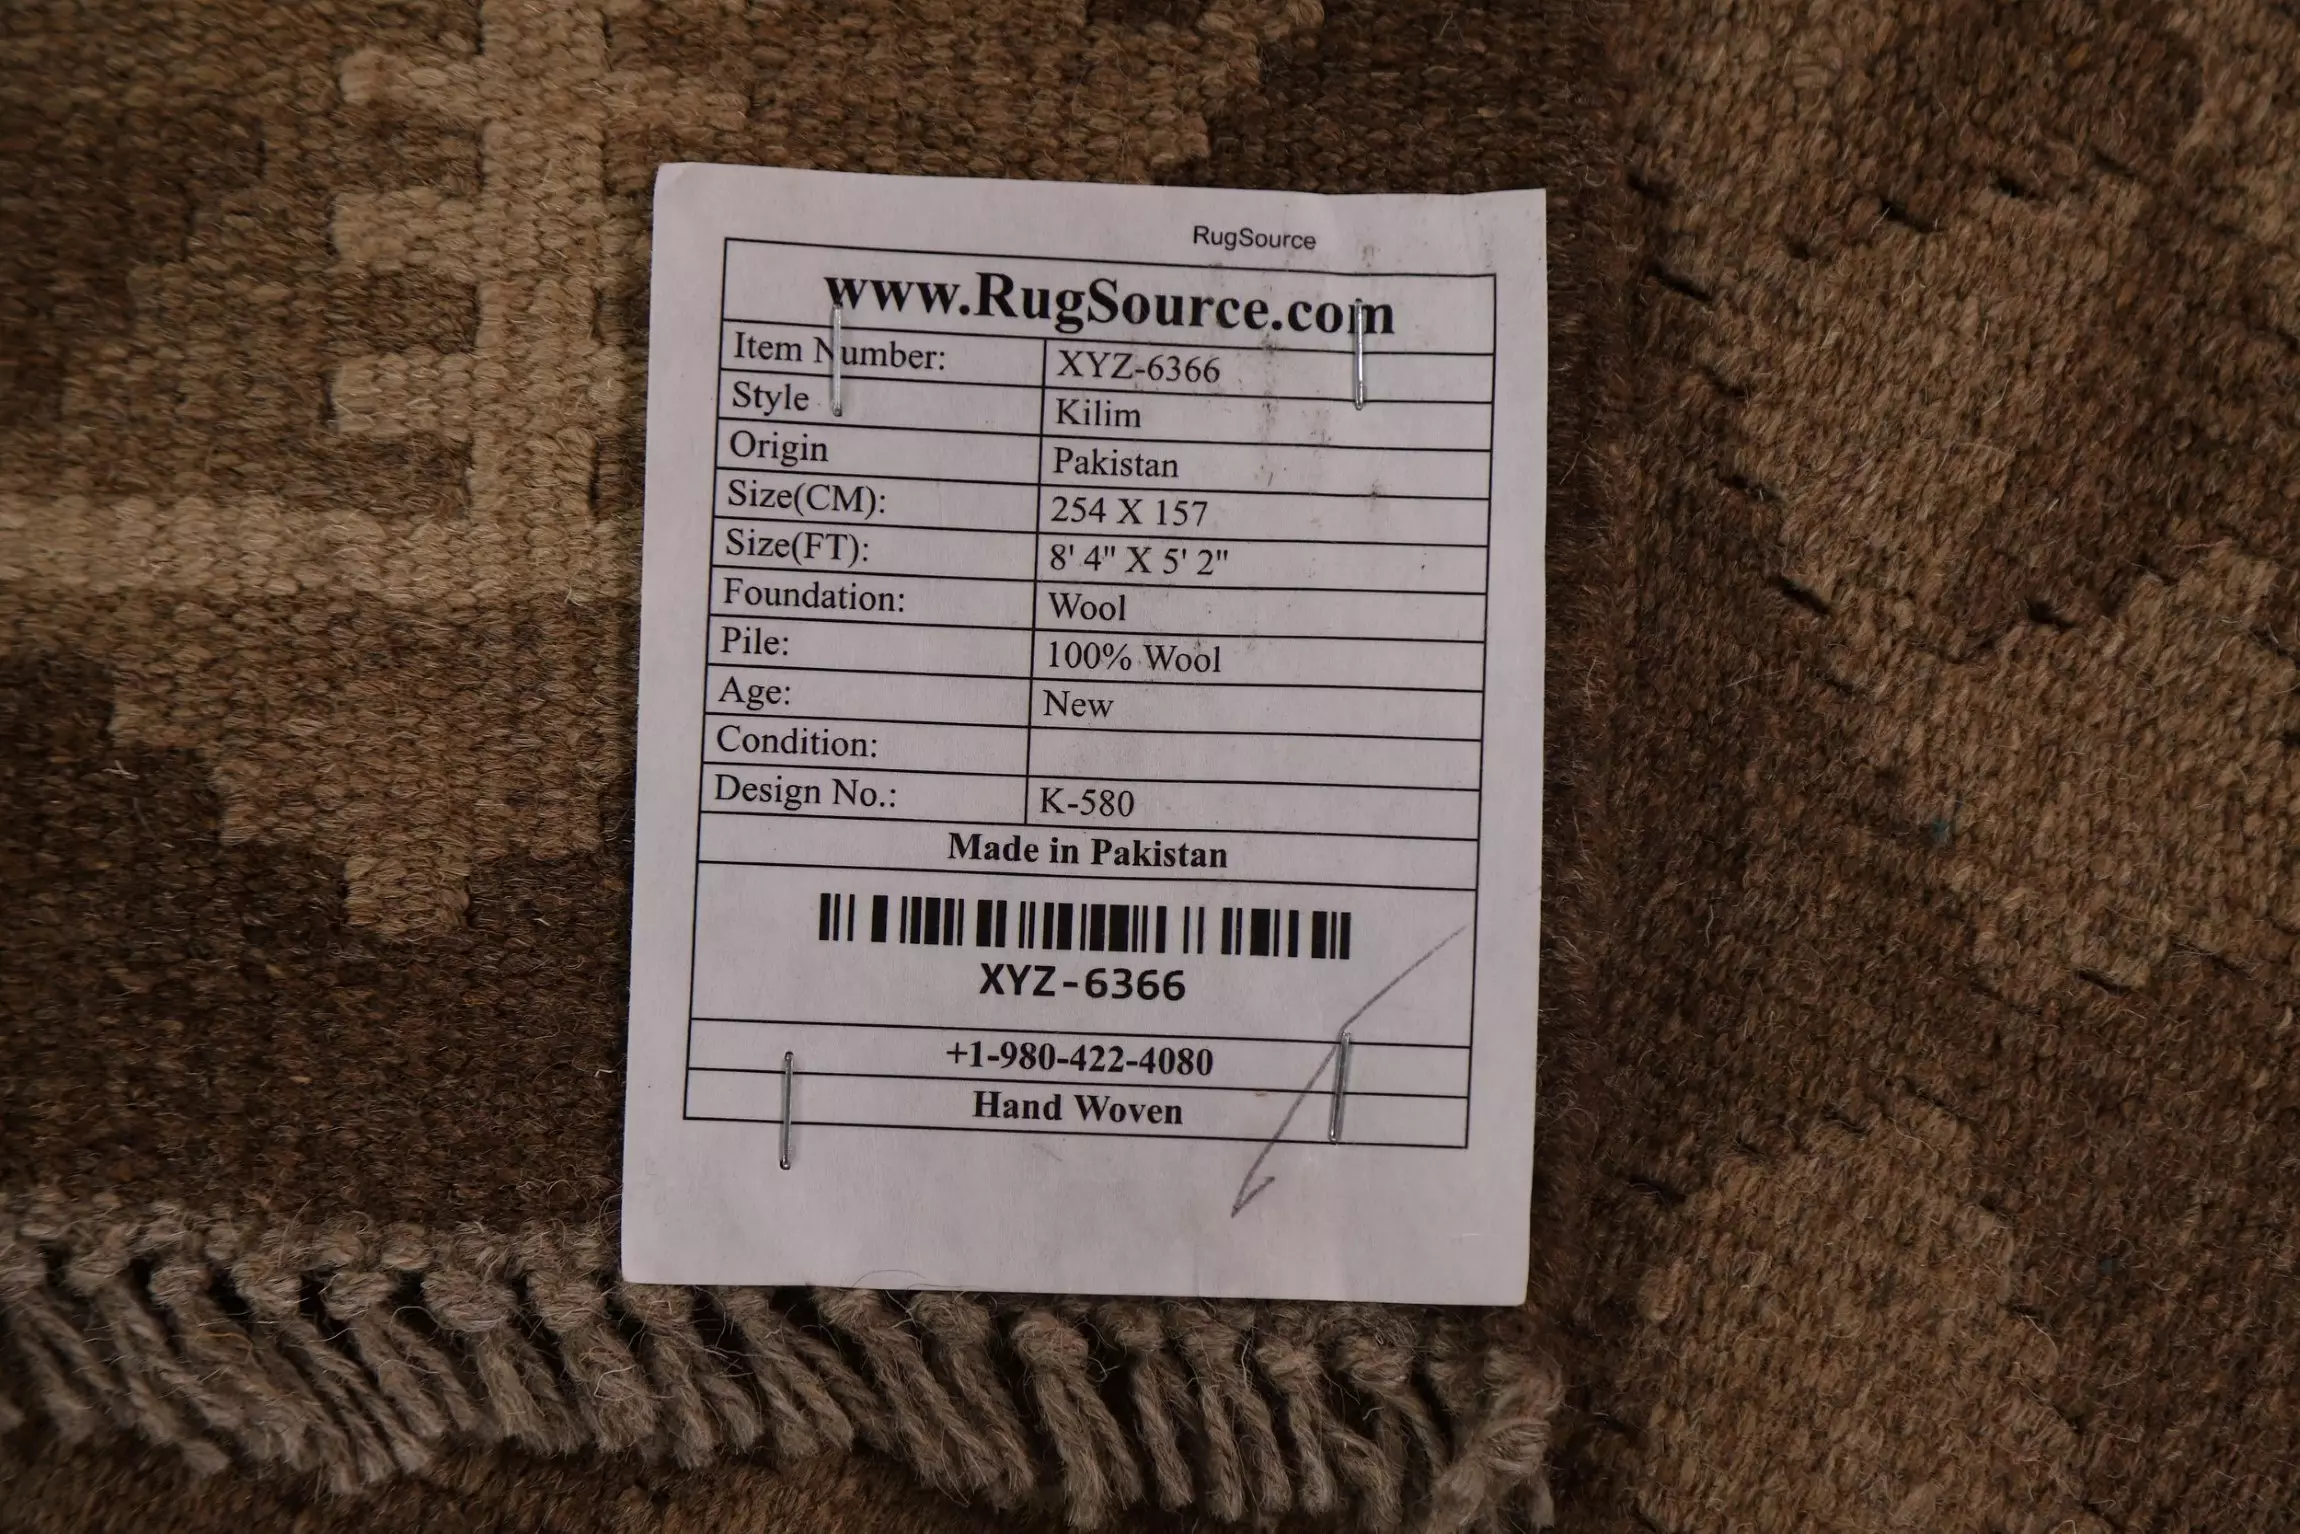 RugSource
www.RugSource.com
Item Number: XYZ-6366
Style Kilim
Origin Pakistan
Size(CM): 254 X 157
Size(FT): 8' 4" X 5' 2"
Foundation: Wool
Pile: 100% Wool
Age: New
Condition:
Design No.: K-580
Made in Pakistan
XYZ-6366
+1-980-422-4080
Hand Woven